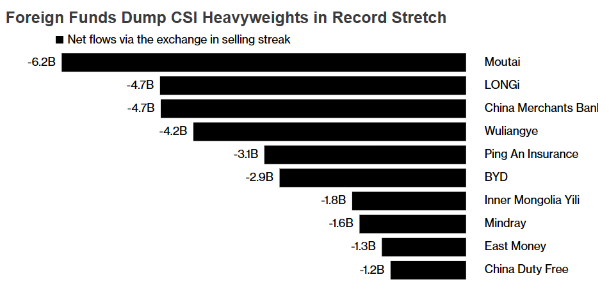 Foreign Funds Dump CSI Heavyweights in Record Stretch
Net flows via the exchange in selling streak
-6.2B Moutai
-4.7B LONGi
-4.7B China Merchants Bank
-4.2B Wuliangye
-3.1B Ping An Insurance
-2.9B BYD
-1.8B Inner Mongolia Yili
-1.6B Mindray
-1.3B East Money
-1.2B China Duty Free